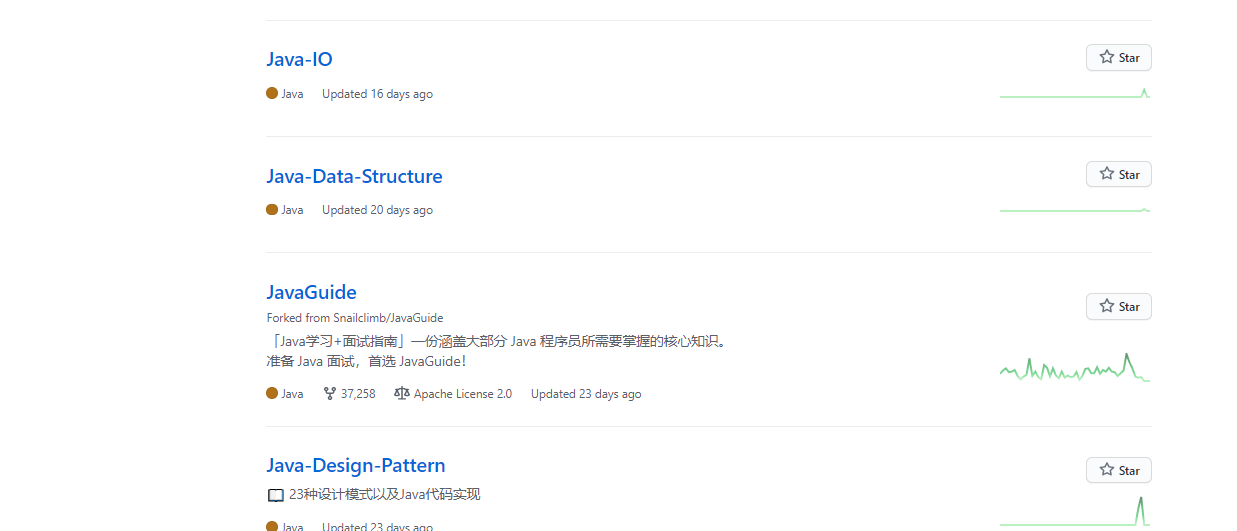 Java-IO
Star
Java Updated 16 days ago
Java-Data-Structure
Star
Java Updated 20 days ago
JavaGuide
Star
Forked from Snailclimb/JavaGuide
「Java学习+面试指南」一份涵盖大部分 Java 程序员所需要掌握的核心知识。
准备 Java 面试，首选 JavaGuide！
Java 37,258 Apache License 2.0 Updated 23 days ago
Java-Design-Pattern
Star
23种设计模式以及Java代码实现
Java Updated 23 days ago